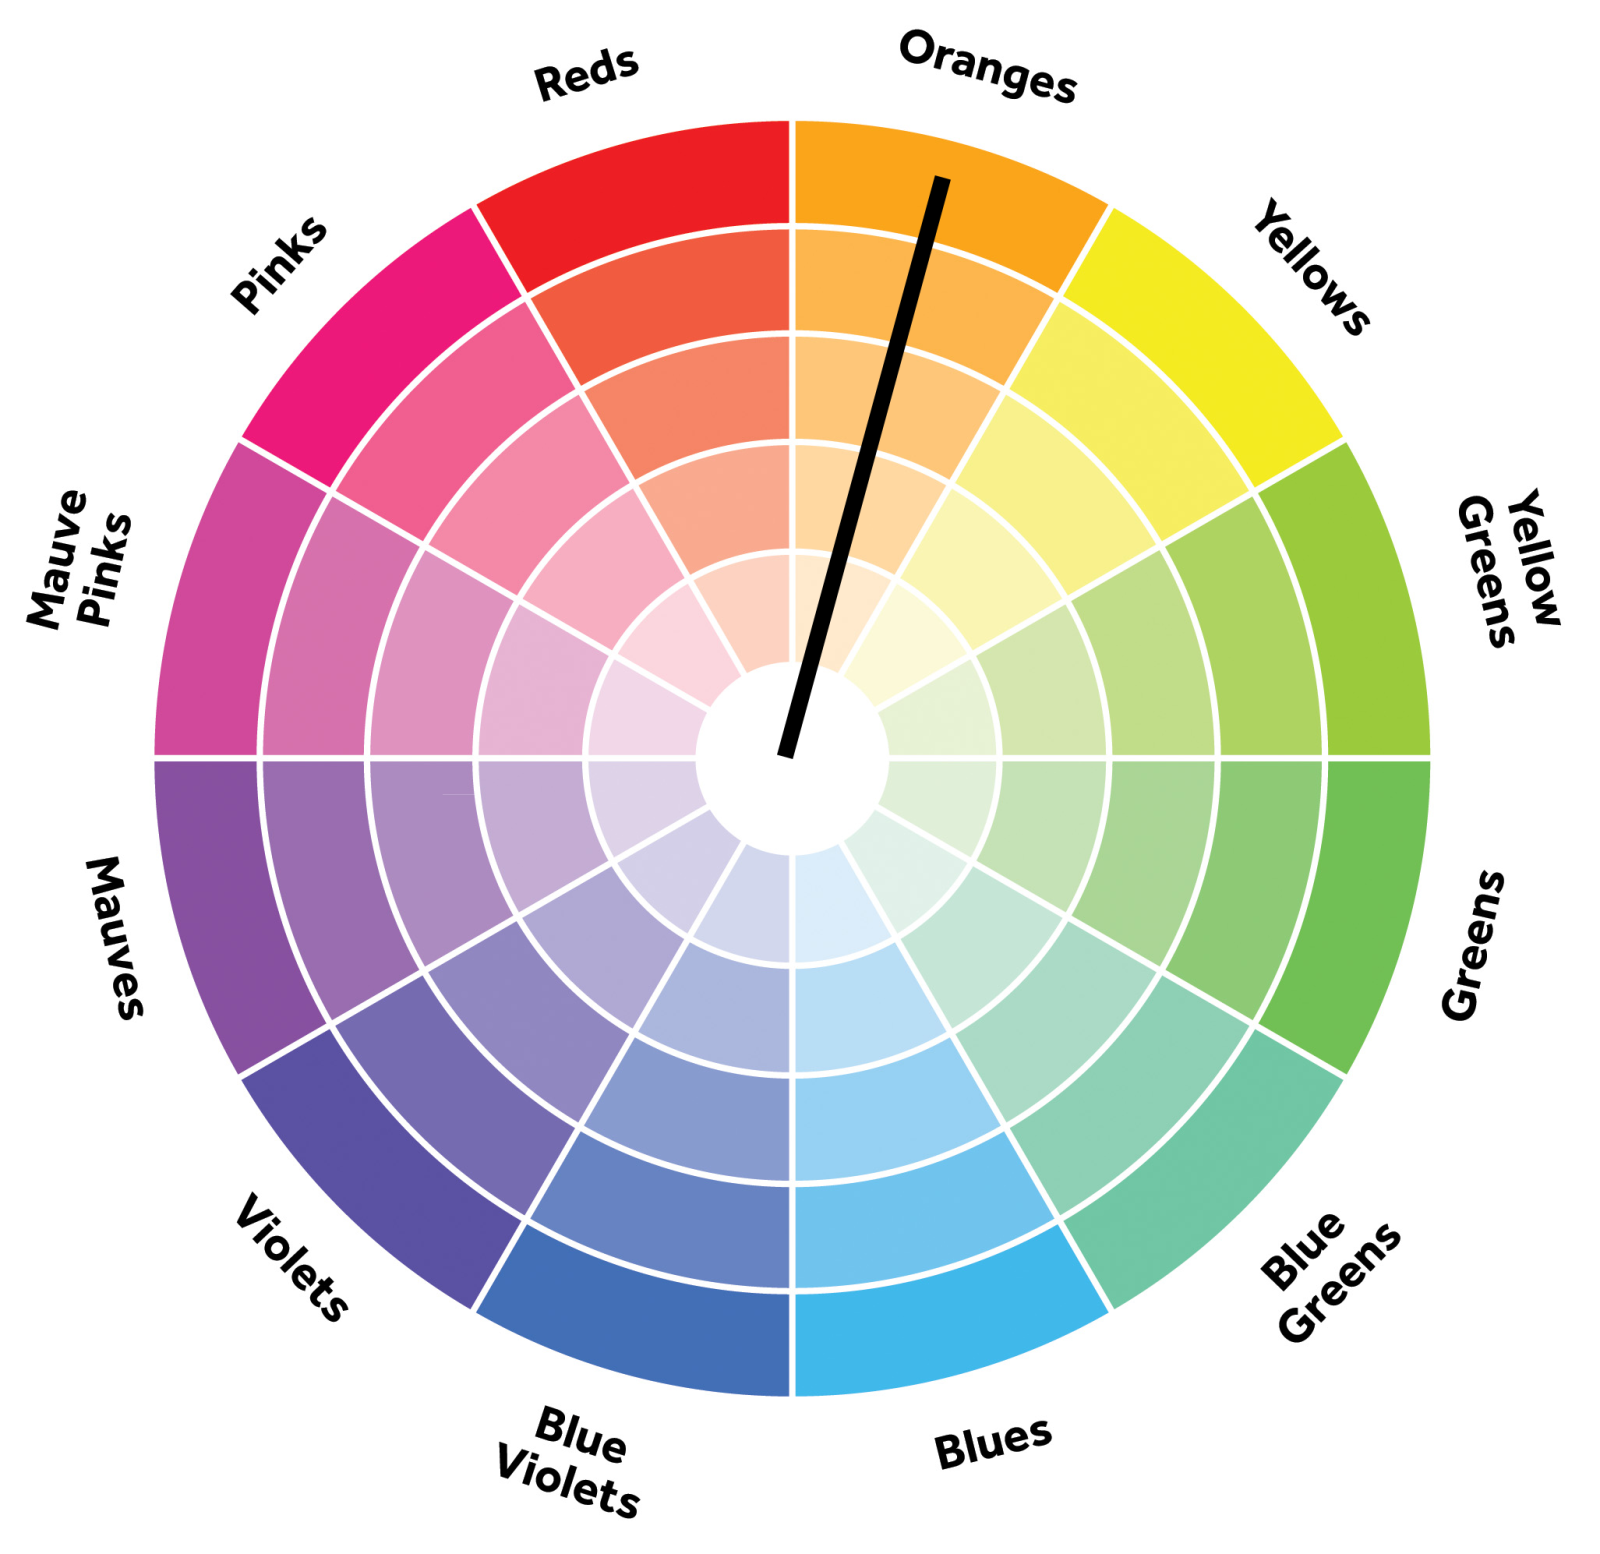 Reds
Oranges
Pinks
Yellows
Mauve
Pinks
Yellow
Greens
Mauves
Greens
Violets
Blue
Greens
Blue
Violets
Blues